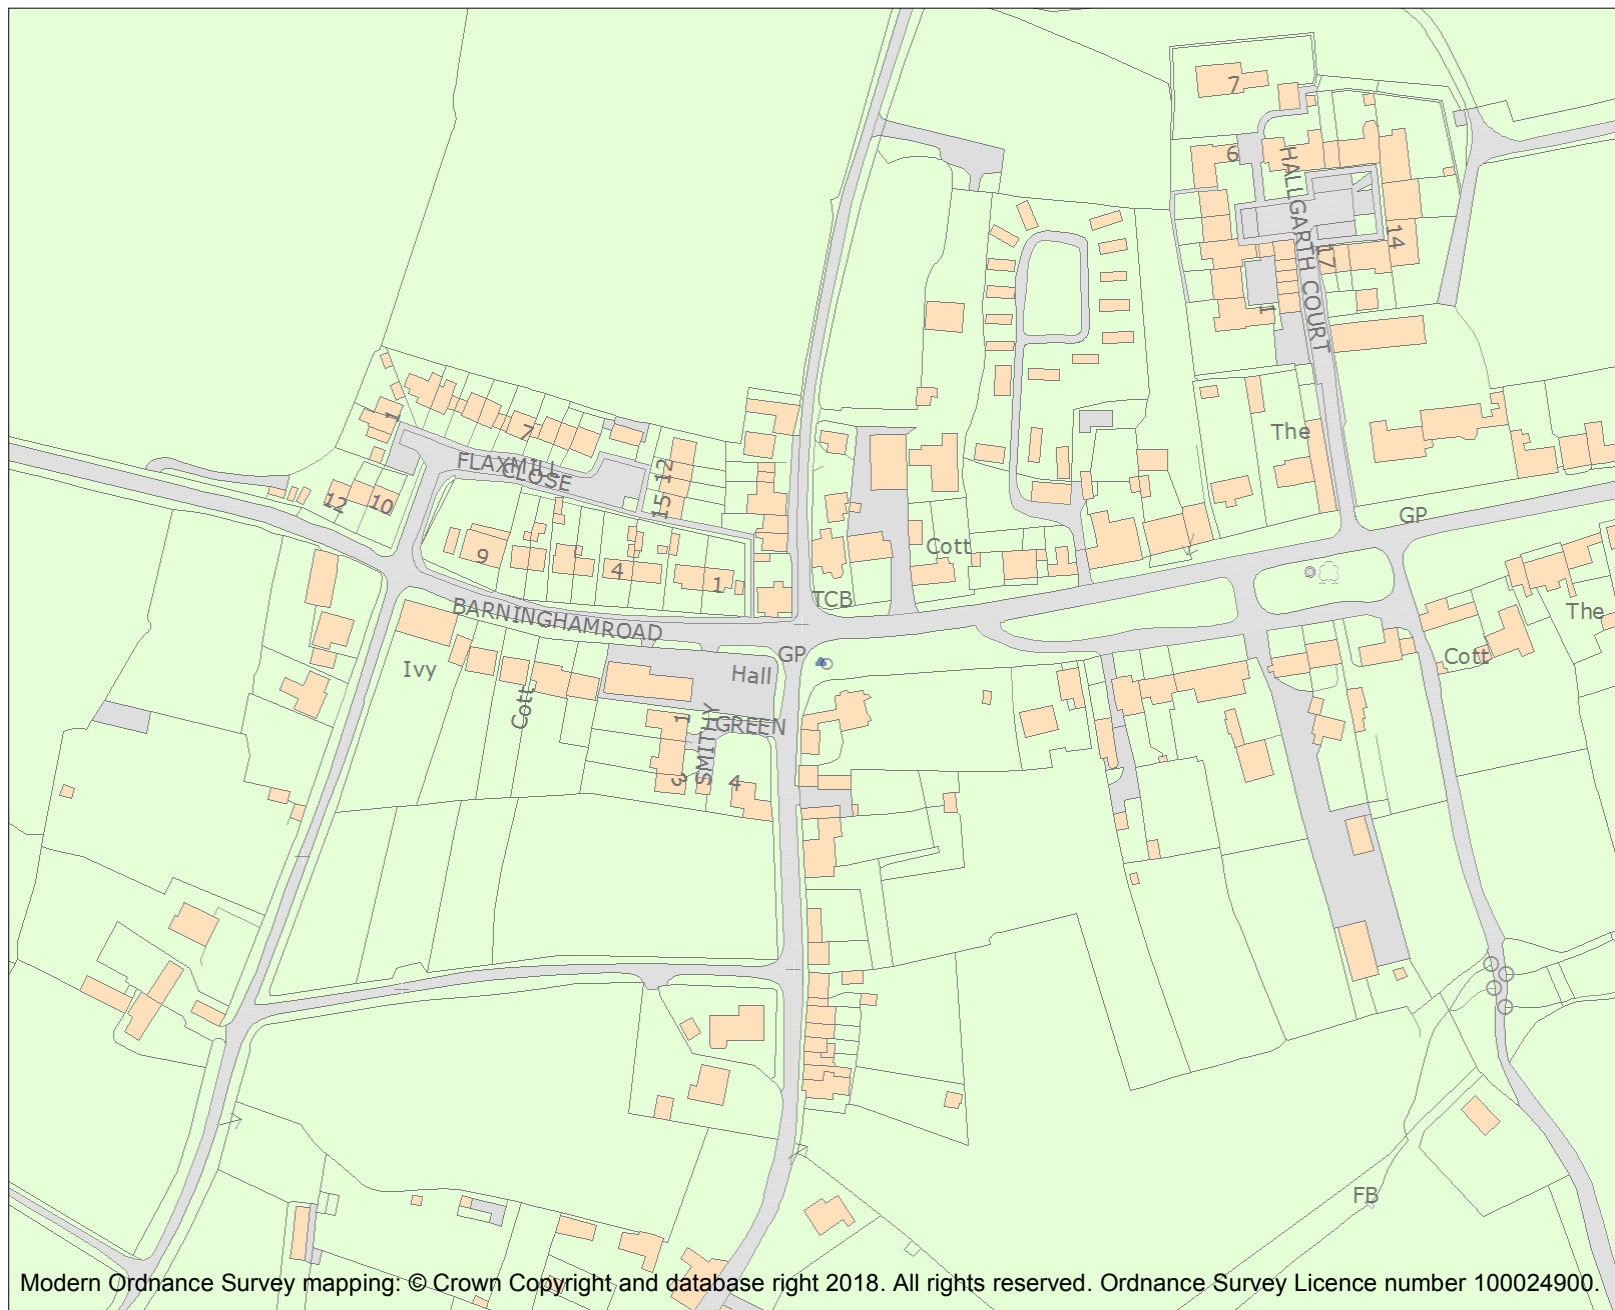 7
6
HALLGARTH COURT
14
17
1
The
1
7
FLAXMILL
CLOSE
12
15
12
10
GP
9
4
1
Cott
TCB
BARNINGHAMROAD
The
GP
Hall
Ivy
Cott
Cott
1
GREEN
SMITHY
3
4
FB
Modern Ordnance Survey mapping: © Crown Copyright and database right 2018. All rights reserved. Ordnance Survey Licence number 100024900.